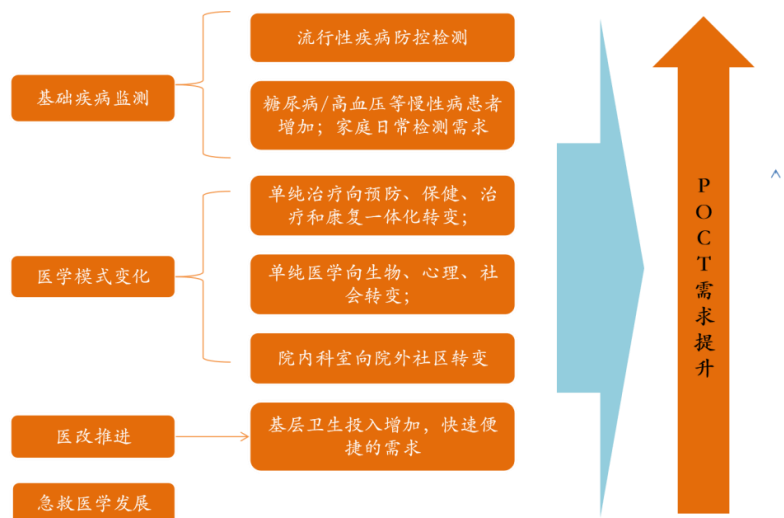 流行性疾病防控检测
基础疾病监测
糖尿病/高血压等慢性病患者
增加；家庭日常检测需求
单纯治疗向预防、保健、治
疗和康复一体化转变；
医学模式变化
单纯医学向生物、心理、社
会转变；
院内科室向院外社区转变
医改推进
基层卫生投入增加，快速便
捷的需求
急救医学发展
POCT需求提升